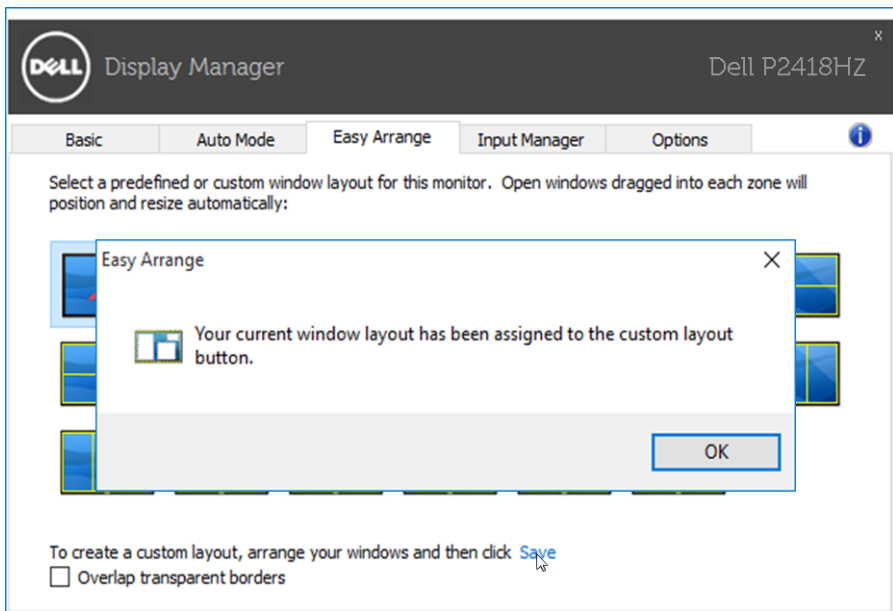 DELL Display Manager
Dell P2418HZ
x
Basic
Auto Mode
Easy Arrange
Input Manager
Options
Select a predefined or custom window layout for this monitor. Open windows dragged into each zone will
position and resize automatically:
Easy Arrange
Your current window layout has been assigned to the custom layout
button.
OK
To create a custom layout, arrange your windows and then click Save
Overlap transparent borders